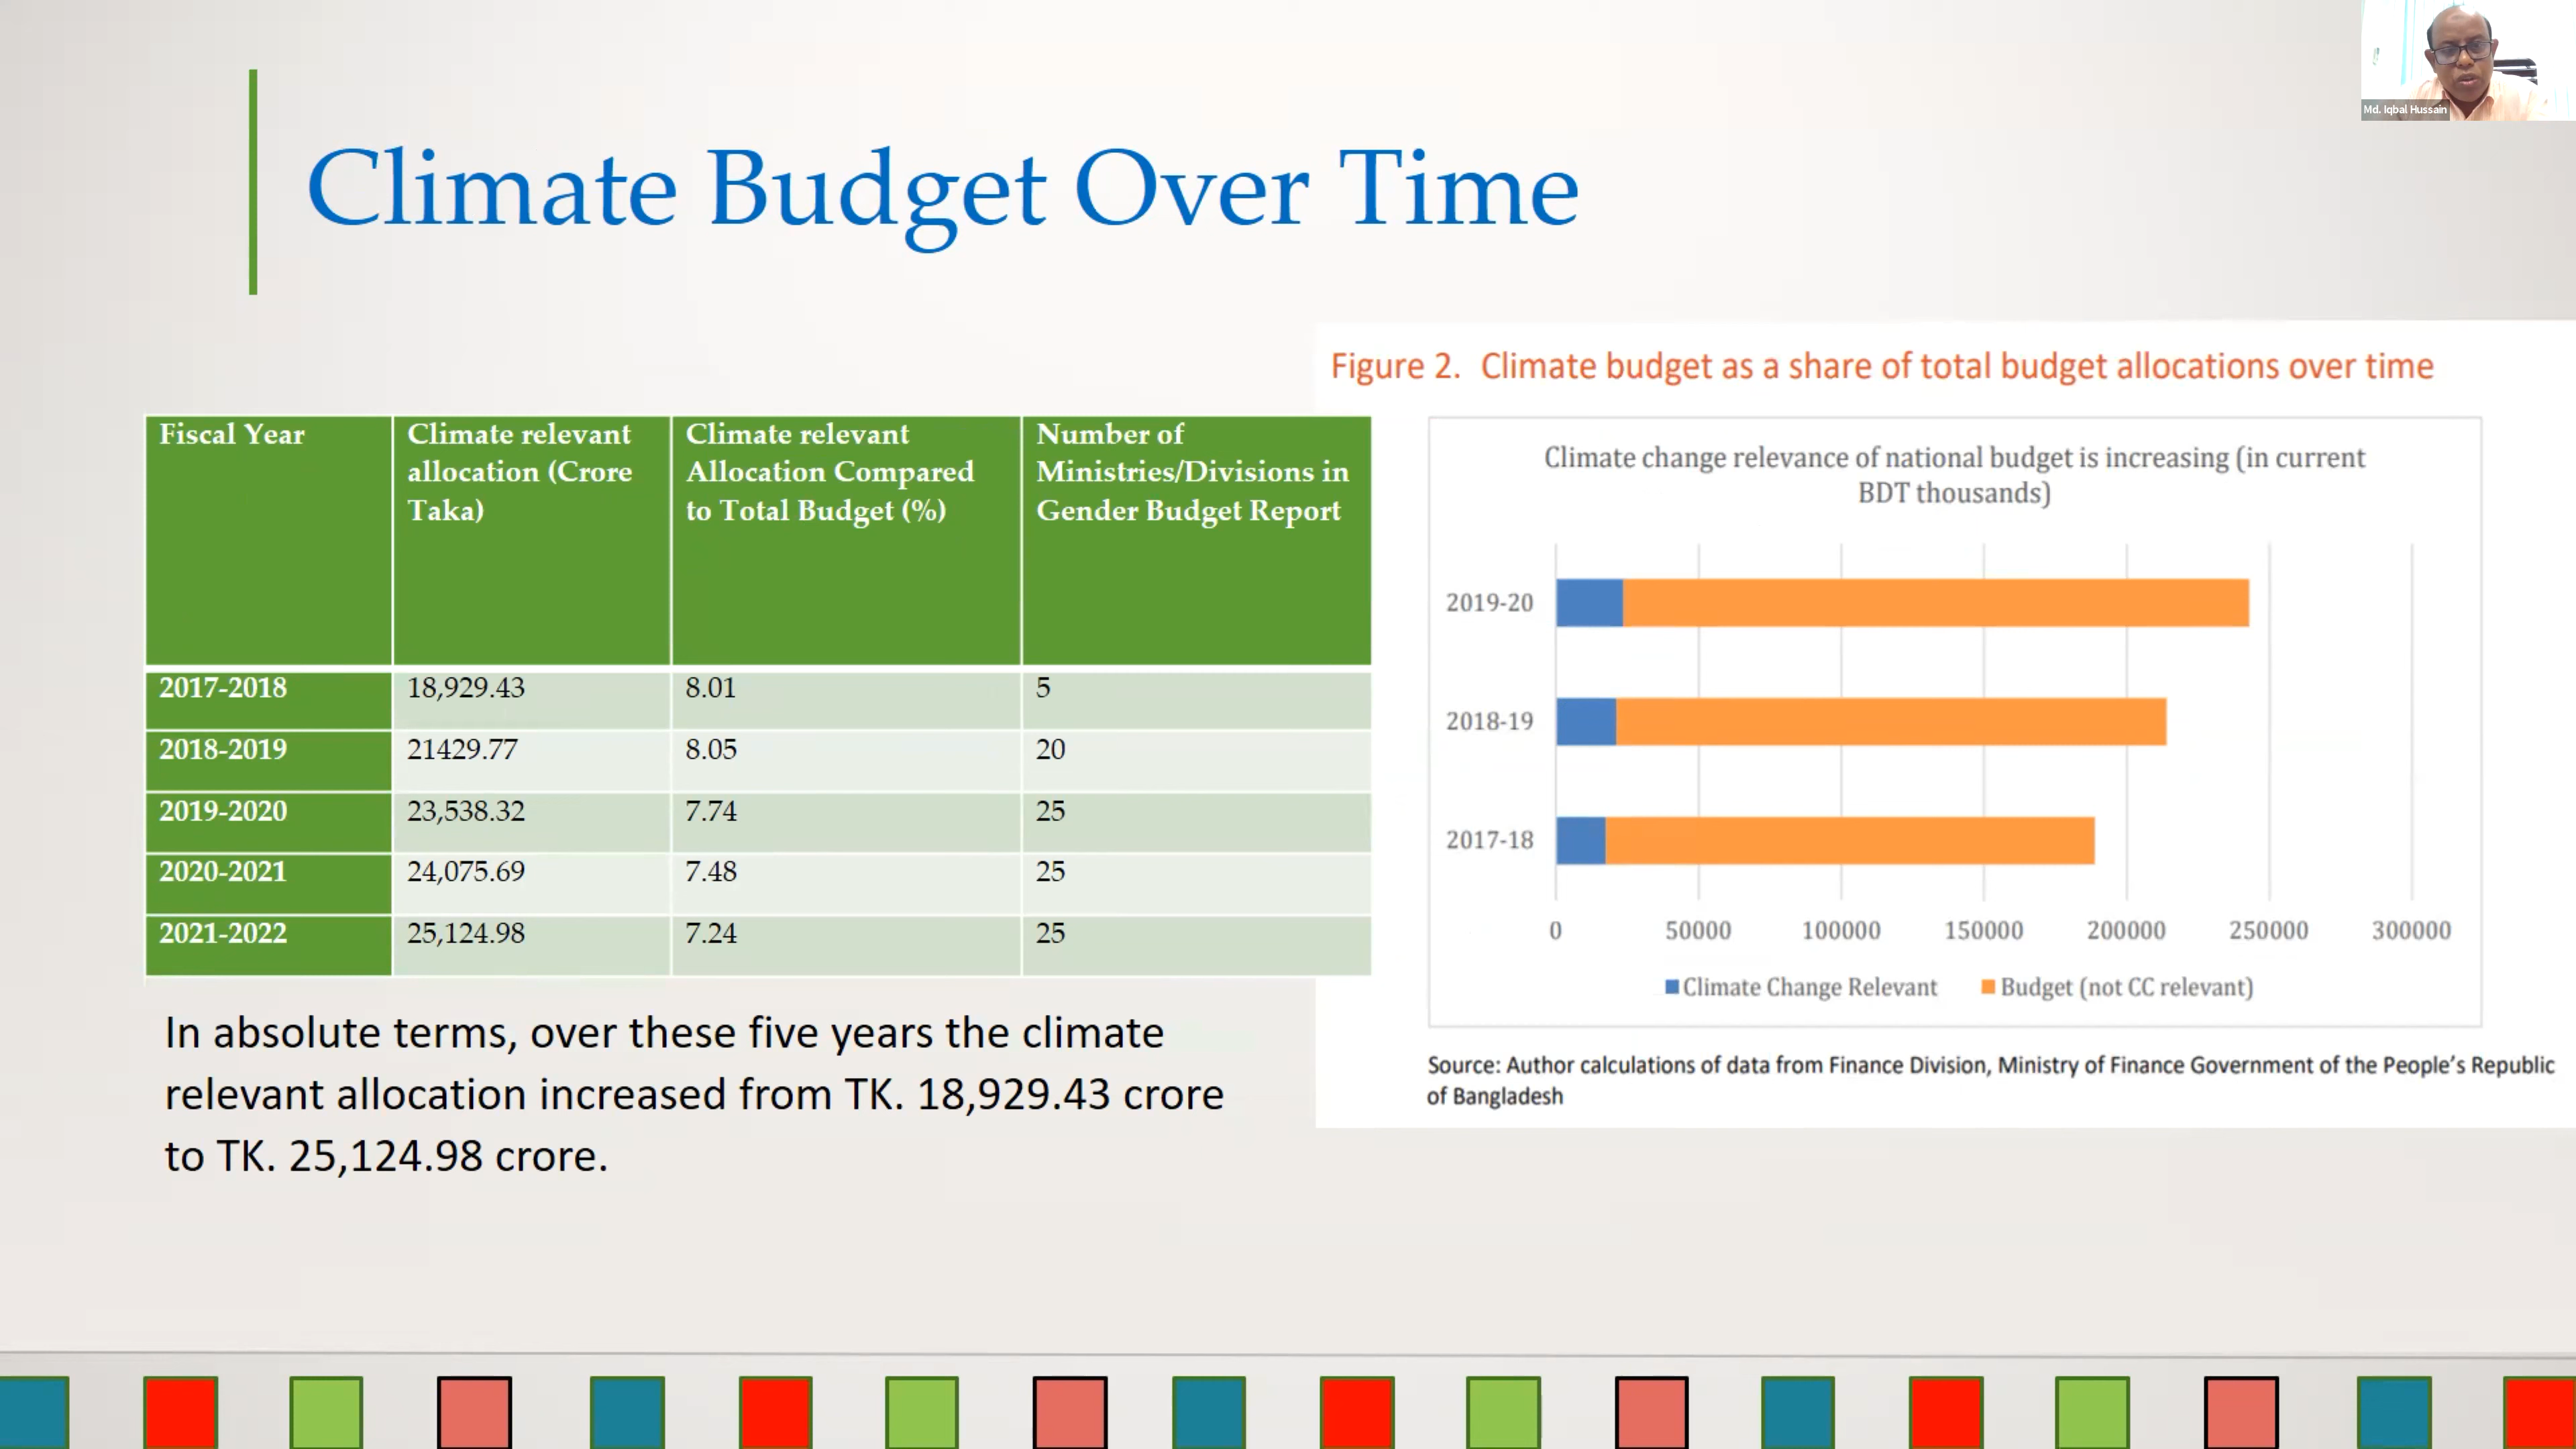 Md. Iqbal Hussain
Climate Budget Over Time
Fiscal Year
Climate relevant
allocation (Crore
Taka)
Climate relevant
Allocation Compared
to Total Budget (%)
Number of
Ministries/Divisions in
Gender Budget Report
2017-2018 18,929.43 8.01 5
2018-2019 21429.77 8.05 20
2019-2020 23,538.32 7.74 25
2020-2021 24,075.69 7.48 25
2021-2022 25,124.98 7.24 25
In absolute terms, over these five years the climate
relevant allocation increased from TK. 18,929.43 crore
to TK. 25,124.98 crore.
Figure 2. Climate budget as a share of total budget allocations over time
Climate change relevance of national budget is increasing (in current
BDT thousands)
2019-20
2018-19
2017-18
0 50000 100000 150000 200000 250000 300000
Climate Change Relevant Budget (not CC relevant)
Source: Author calculations of data from Finance Division, Ministry of Finance Government of the People's Republic
of Bangladesh